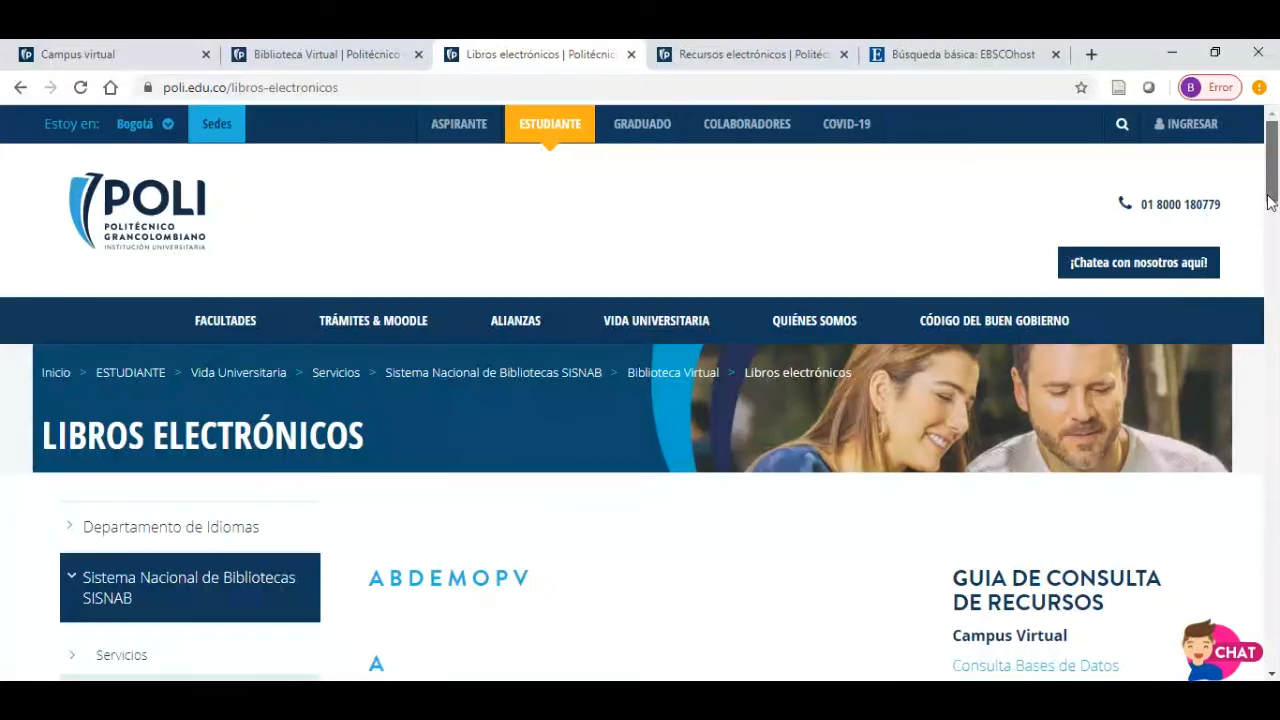 Campus virtual
Biblioteca Virtual | Politécnico
Libros electrónicos | Politécnic
Recursos electrónicos | Politéc
Búsqueda básica: EBSCOhost
poli.edu.co/libros-electronicos
B Error
Estoy en: Bogotá Sedes
ASPIRANTE ESTUDIANTE GRADUADO COLABORADORES COVID-19
INGRESAR
POLI
POLITÉCNICO
GRANCOLOMBIANO
INSTITUCIÓN UNIVERSITARIA
01 8000 180779
¡Chatea con nosotros aquí!
FACULTADES TRÁMITES & MOODLE ALIANZAS VIDA UNIVERSITARIA QUIÉNES SOMOS CÓDIGO DEL BUEN GOBIERNO
Inicio > ESTUDIANTE > Vida Universitaria > Servicios > Sistema Nacional de Bibliotecas SISNAB > Biblioteca Virtual > Libros electrónicos
LIBROS ELECTRÓNICOS
Departamento de Idiomas
Sistema Nacional de Bibliotecas
SISNAB
Servicios
A B D E M O P V
A
GUIA DE CONSULTA
DE RECURSOS
Campus Virtual
Consulta Bases de Datos
CHAT